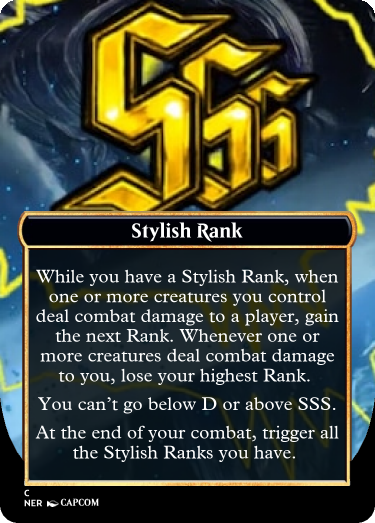 SSS
Stylish Rank
While you have a Stylish Rank, when
one or more creatures you control
deal combat damage to a player, gain
the next Rank. Whenever one or
more creatures deal combat damage
to you, lose your highest Rank.
You can't go below D or above SSS.
At the end of your combat, trigger all
the Stylish Ranks you have.
C
NER CAPCOM